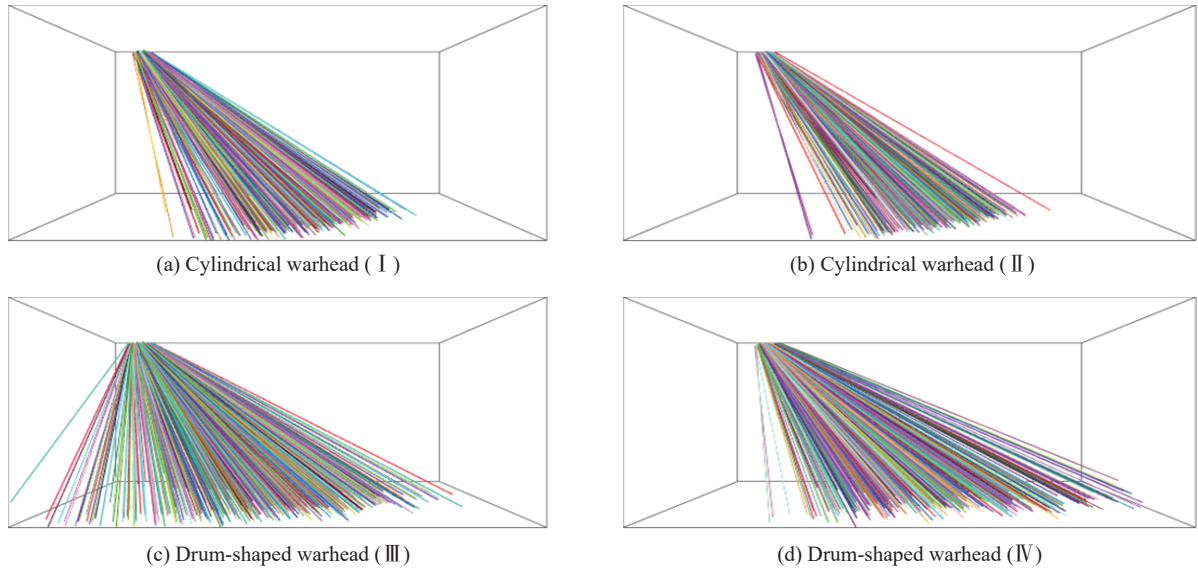 (a) Cylindrical warhead (Ⅰ)
(b) Cylindrical warhead (Ⅱ)
(c) Drum-shaped warhead (Ⅲ)
(d) Drum-shaped warhead (Ⅳ)